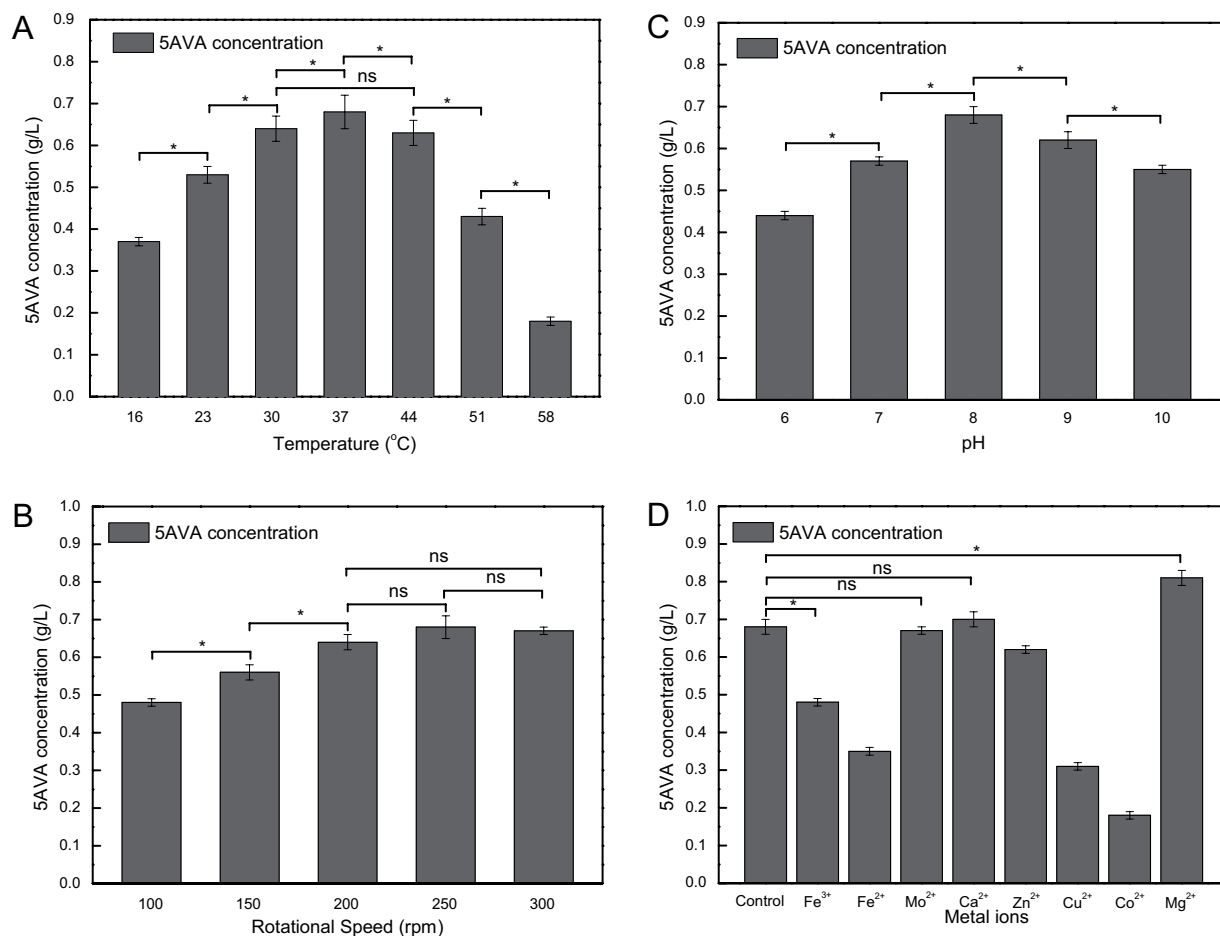 A
5AVA concentration
* * * ns * * *
5AVA concentration (g/L)
0.9
0.8
0.7
0.6
0.5
0.4
0.3
0.2
0.1
0.0
16 23 30 37 44 51 58
Temperature (°C)
C
5AVA concentration
* * * *
5AVA concentration (g/L)
0.9
0.8
0.7
0.6
0.5
0.4
0.3
0.2
0.1
0.0
6 7 8 9 10
pH
B
5AVA concentration
* * ns ns ns
5AVA concentration (g/L)
1.0
0.9
0.8
0.7
0.6
0.5
0.4
0.3
0.2
0.1
0.0
100 150 200 250 300
Rotational Speed (rpm)
D
5AVA concentration
*
ns
ns
*
5AVA concentration (g/L)
1.0
0.9
0.8
0.7
0.6
0.5
0.4
0.3
0.2
0.1
0.0
Control Fe³⁺ Fe²⁺ Mo²⁺ Ca²⁺ Zn²⁺ Cu²⁺ Co²⁺ Mg²⁺
Metal ions